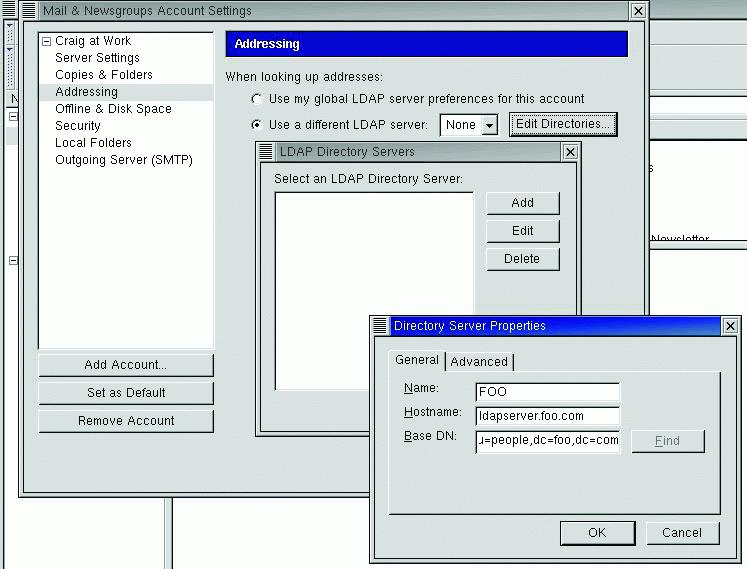 Mail & Newsgroups Account Settings
Craig at Work
Server Settings
Copies & Folders
Addressing
Offline & Disk Space
Security
Local Folders
Outgoing Server (SMTP)
Add Account...
Set as Default
Remove Account
Addressing
When looking up addresses:
Use my global LDAP server preferences for this account
Use a different LDAP server: None Edit Directories...
LDAP Directory Servers
Select an LDAP Directory Server:
Add
Edit
Delete
Newsletter
Directory Server Properties
General Advanced
Name: FOO
Hostname: ldapserver.foo.com
Base DN: u=people,dc=foo,dc=com Find
OK Cancel